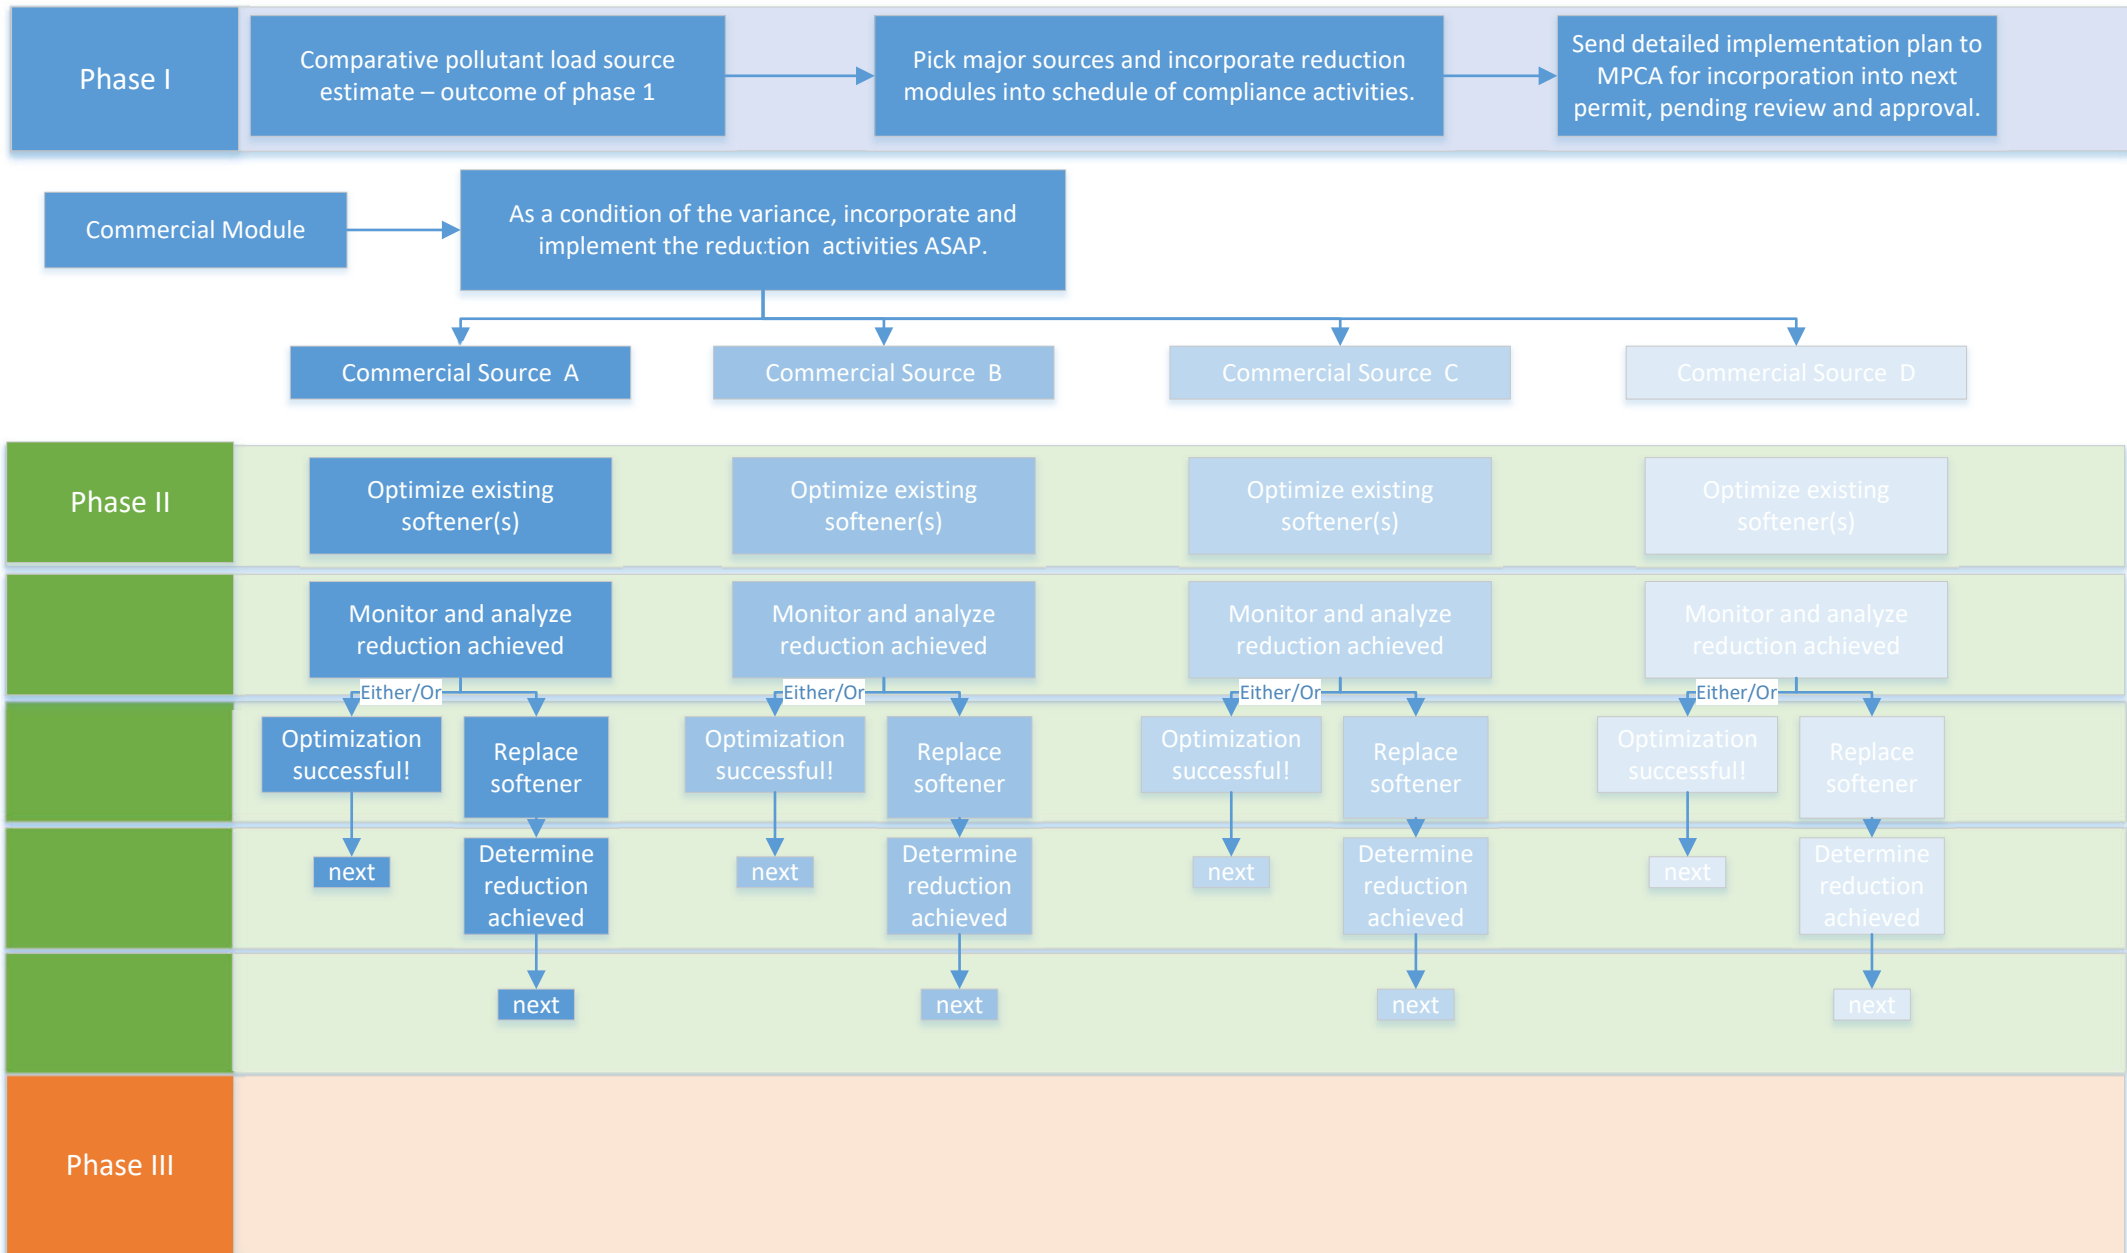 Phase I
Comparative pollutant load source
estimate – outcome of phase 1
Pick major sources and incorporate reduction
modules into schedule of compliance activities.
Send detailed implementation plan to
MPCA for incorporation into next
permit, pending review and approval.
Commercial Module
As a condition of the variance, incorporate and
implement the reduction activities ASAP.
Commercial Source A
Commercial Source B
Commercial Source C
Commercial Source D
Phase II
Optimize existing
softener(s)
Optimize existing
softener(s)
Optimize existing
softener(s)
Optimize existing
softener(s)
Monitor and analyze
reduction achieved
Monitor and analyze
reduction achieved
Monitor and analyze
reduction achieved
Monitor and analyze
reduction achieved
Either/Or
Either/Or
Either/Or
Either/Or
Optimization
successful!
Replace
softener
Optimization
successful!
Replace
softener
Optimization
successful!
Replace
softener
Optimization
successful!
Replace
softener
next
Determine
reduction
achieved
next
Determine
reduction
achieved
next
Determine
reduction
achieved
next
Determine
reduction
achieved
next
next
next
next
Phase III